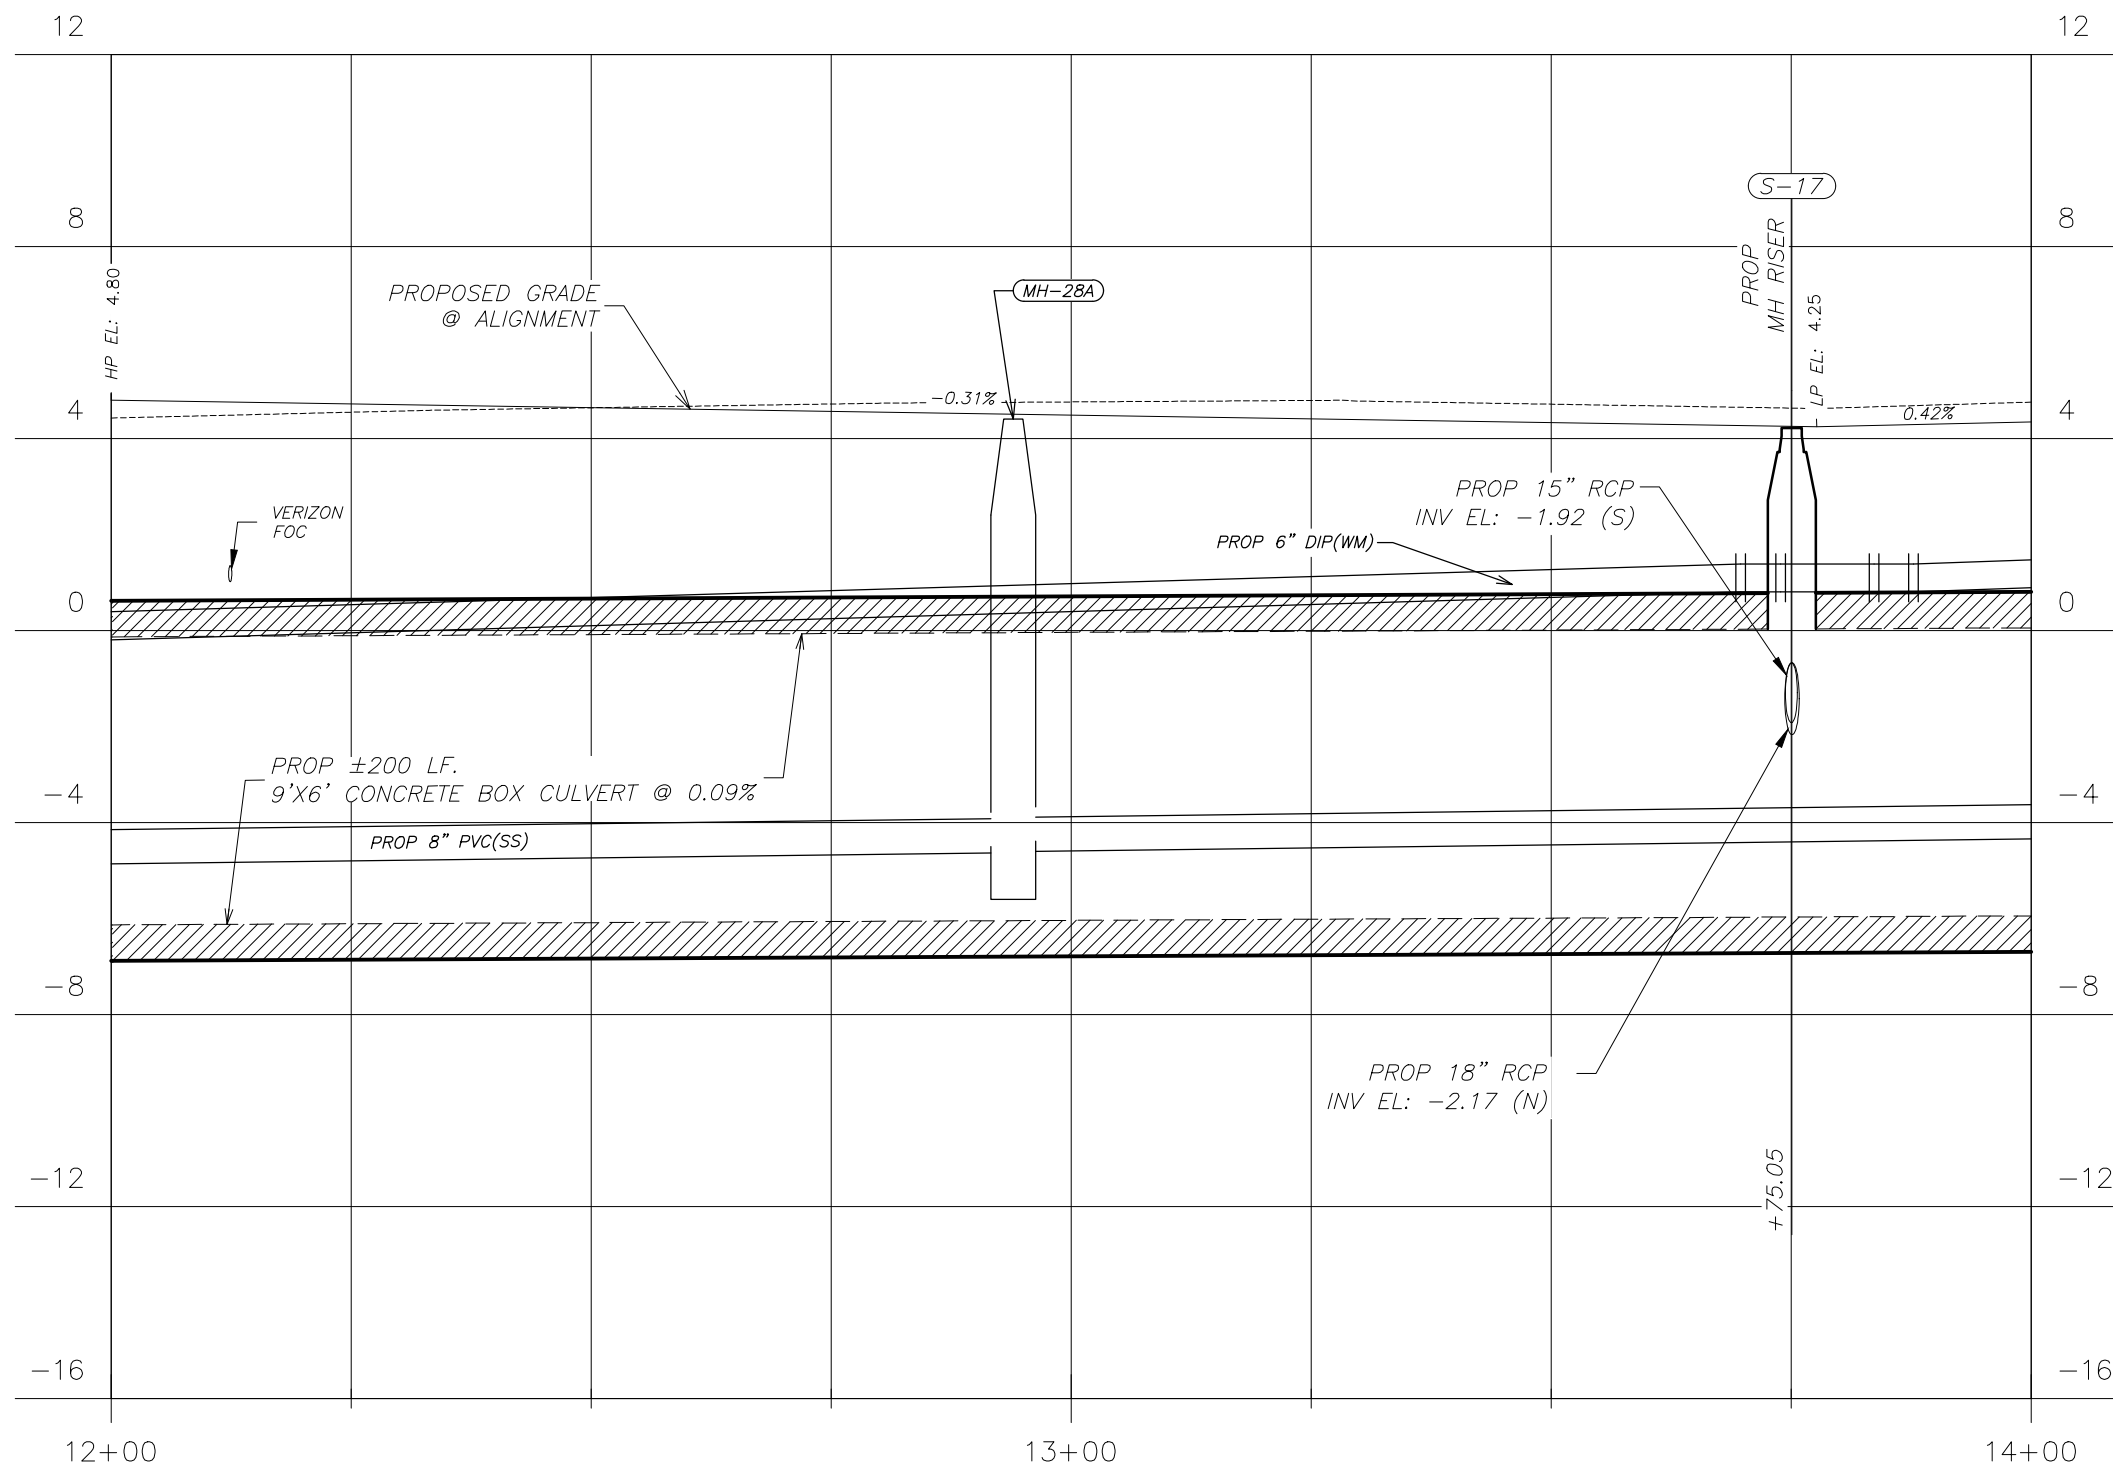 12
12
S-17
8
8
PROP
MH RISER
HP EL: 4.80
PROPOSED GRADE
@ ALIGNMENT
MH-28A
LP EL: 4.25
-0.31%
4
4
0.42%
PROP 15" RCP
INV EL: -1.92 (S)
VERIZON
FOC
PROP 6" DIP(WM)
0
0
PROP ±200 LF.
9'X6' CONCRETE BOX CULVERT @ 0.09%
-4
-4
PROP 8" PVC(SS)
-8
-8
PROP 18" RCP
INV EL: -2.17 (N)
-12
+75.05
-12
-16
-16
12+00
13+00
14+00